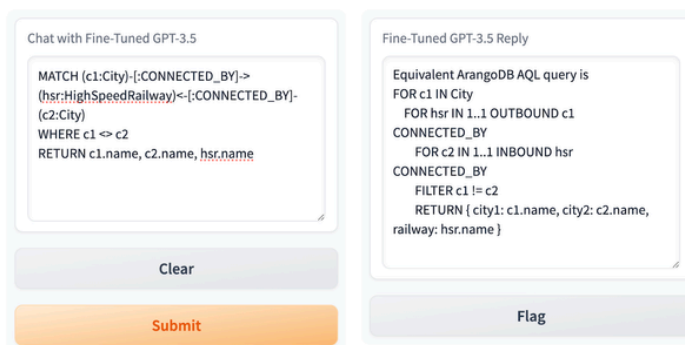 Chat with Fine-Tuned GPT-3.5
MATCH (c1:City)-[:CONNECTED_BY]->
(hsr:HighSpeedRailway)<-[:CONNECTED_BY]-
(c2:City)
WHERE c1 <> c2
RETURN c1.name, c2.name, hsr.name
Clear
Submit
Fine-Tuned GPT-3.5 Reply
Equivalent ArangoDB AQL query is
FOR c1 IN City
FOR hsr IN 1..1 OUTBOUND c1
CONNECTED_BY
FOR c2 IN 1..1 INBOUND hsr
CONNECTED_BY
FILTER c1 != c2
RETURN { city1: c1.name, city2: c2.name,
railway: hsr.name }
Flag